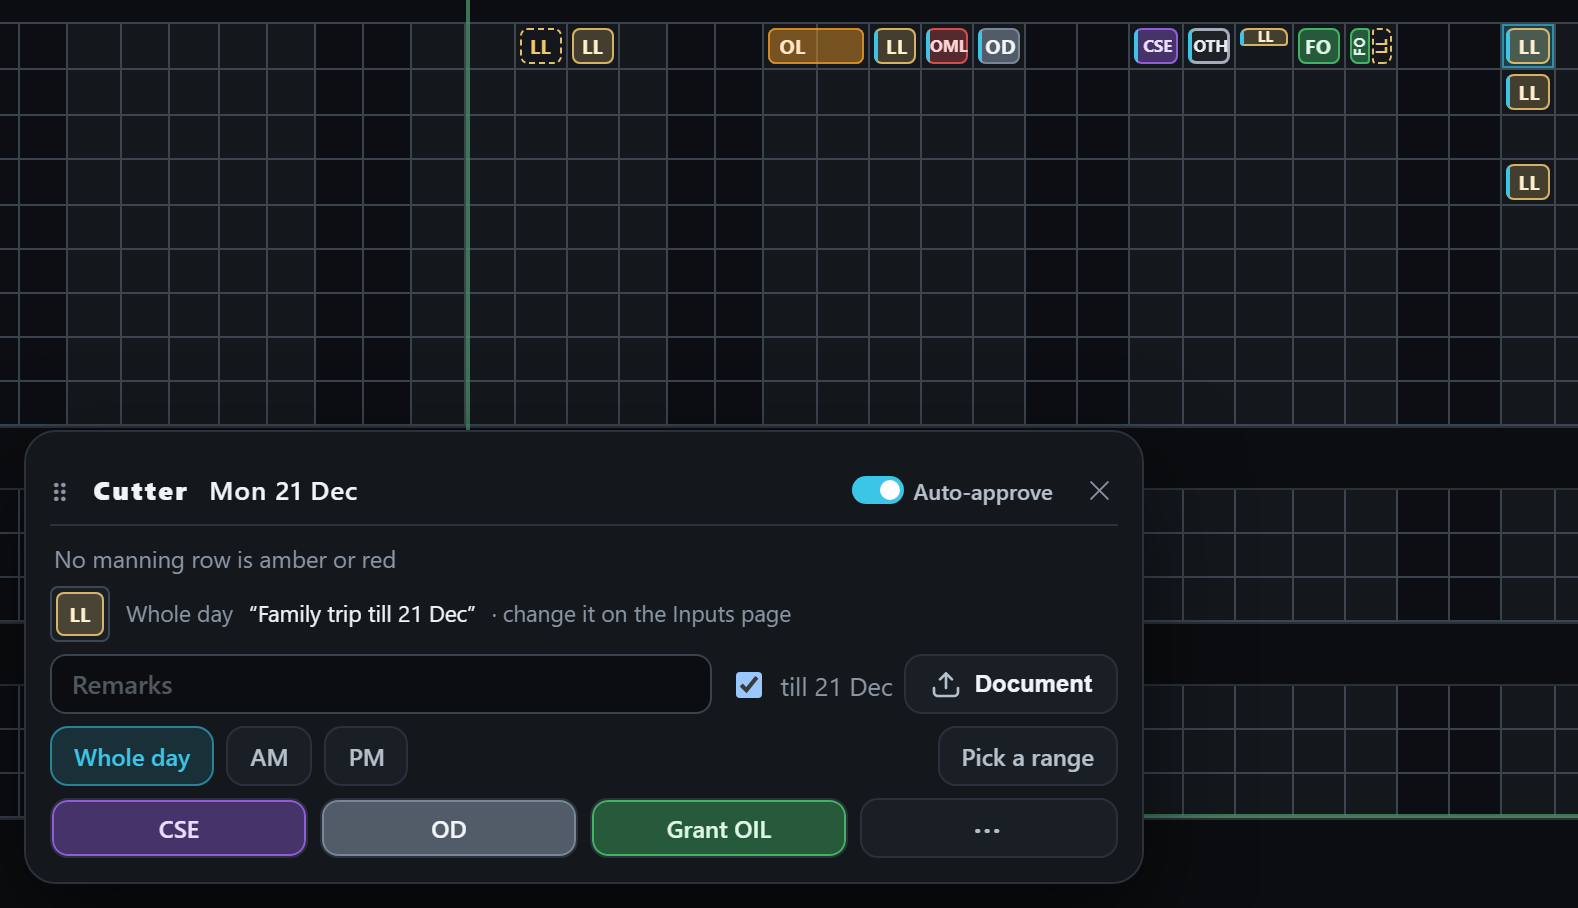 LL LL OL LL OML OD CSE OTH LL FO FO LL LL
LL
LL
Cutter Mon 21 Dec Auto-approve
No manning row is amber or red
LL Whole day “Family trip till 21 Dec” · change it on the Inputs page
Remarks till 21 Dec Document
Whole day AM PM Pick a range
CSE OD Grant OIL ...